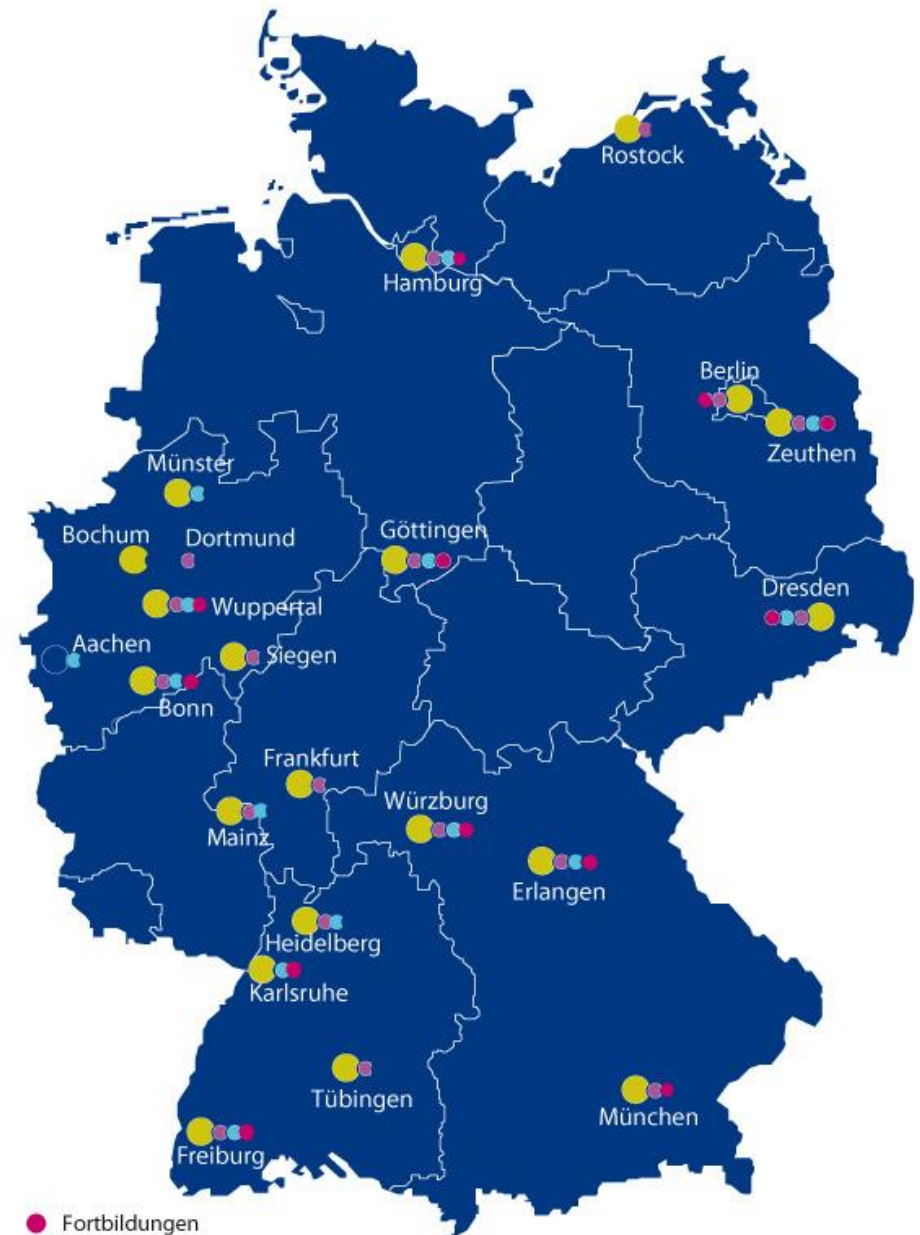 Rostock
Hamburg
Berlin
Zeuthen
Münster
Bochum
Dortmund
Göttingen
Dresden
Wuppertal
Aachen
Siegen
Bonn
Frankfurt
Würzburg
Mainz
Erlangen
Heidelberg
Karlsruhe
Tübingen
München
Freiburg
Fortbildungen